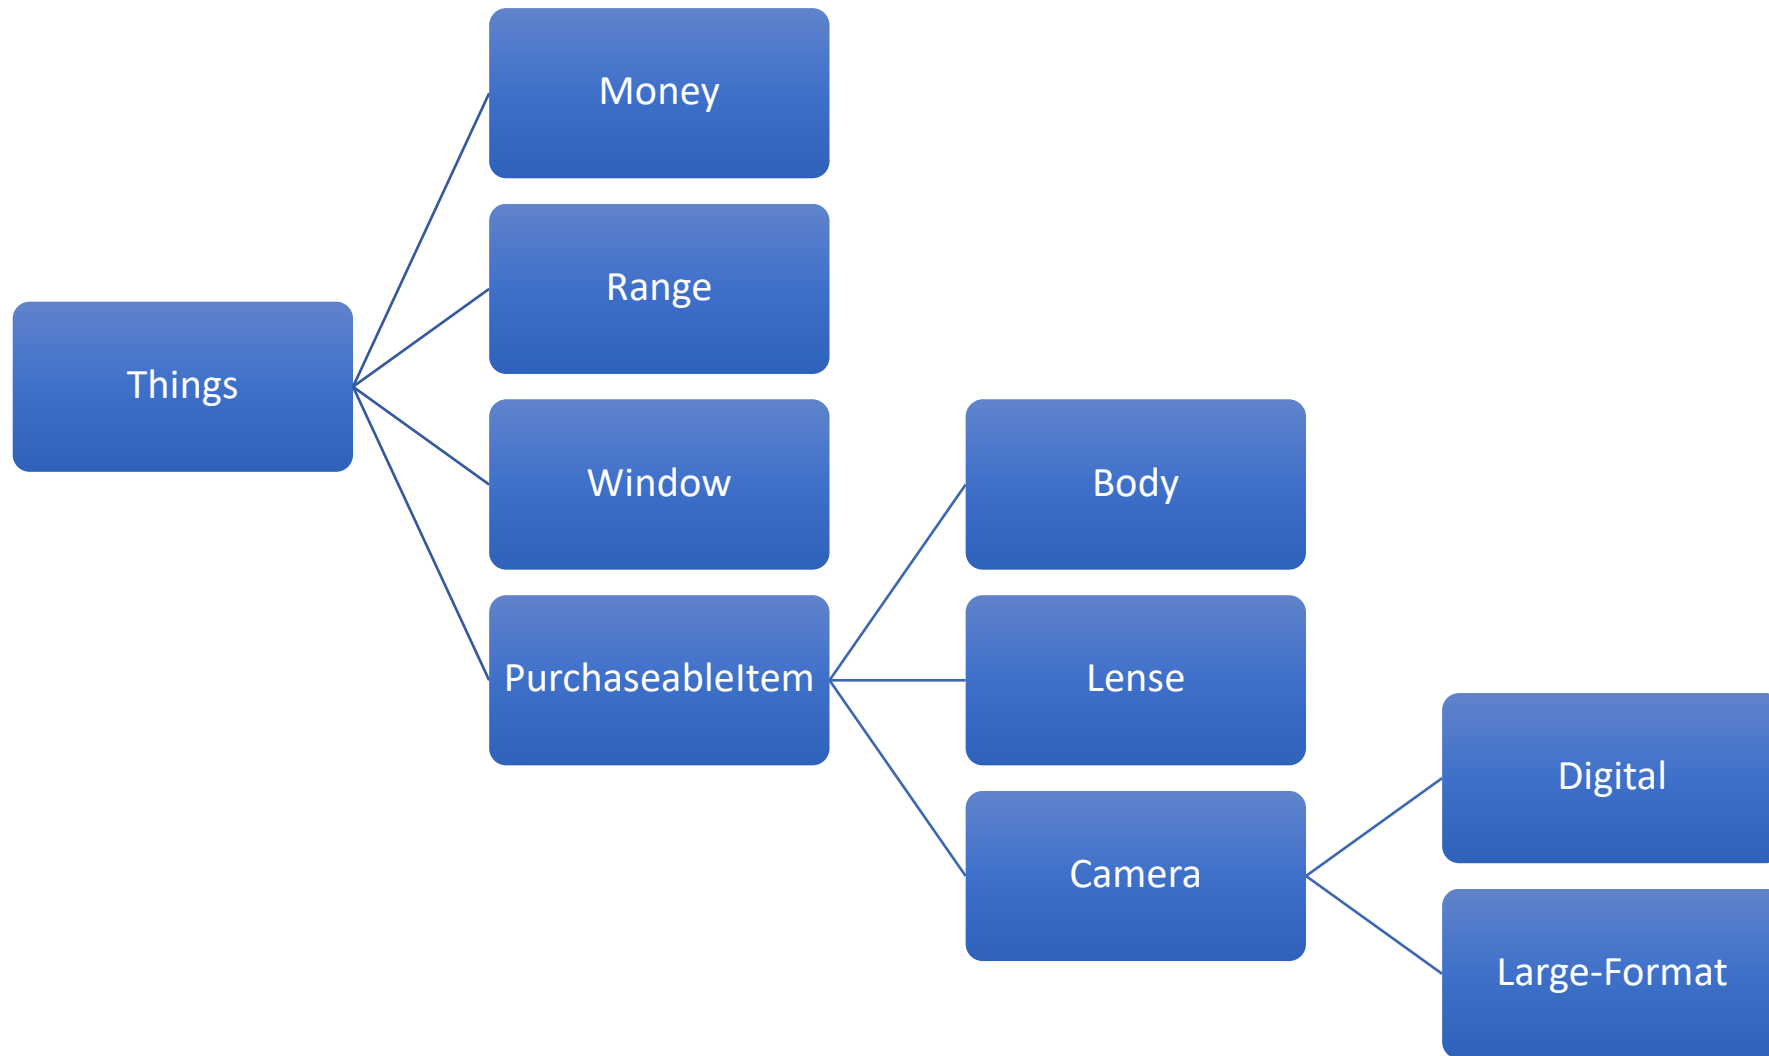 Things
Money
Range
Window
PurchaseableItem
Body
Lense
Camera
Digital
Large-Format